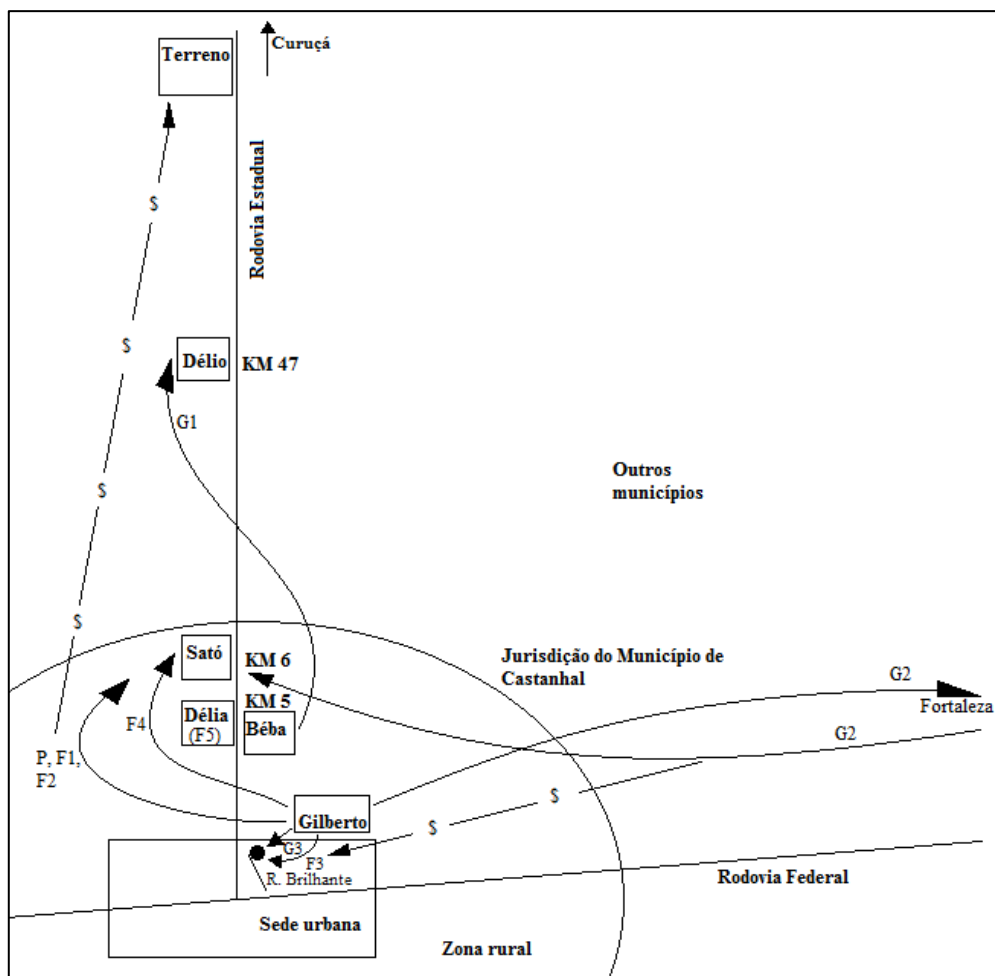 Terreno
Curuçá
Rodovia Estadual
$
$
$
$
Délio
KM 47
G1
Outros
municípios
Sató
KM 6
Jurisdição do Município de
Castanhal
G2
Fortaleza
KM 5
F4
Délia
(F5)
Béba
G2
P, F1,
F2
$
$
Gilberto
G3
F3
R. Brilhante
Rodovia Federal
Sede urbana
Zona rural